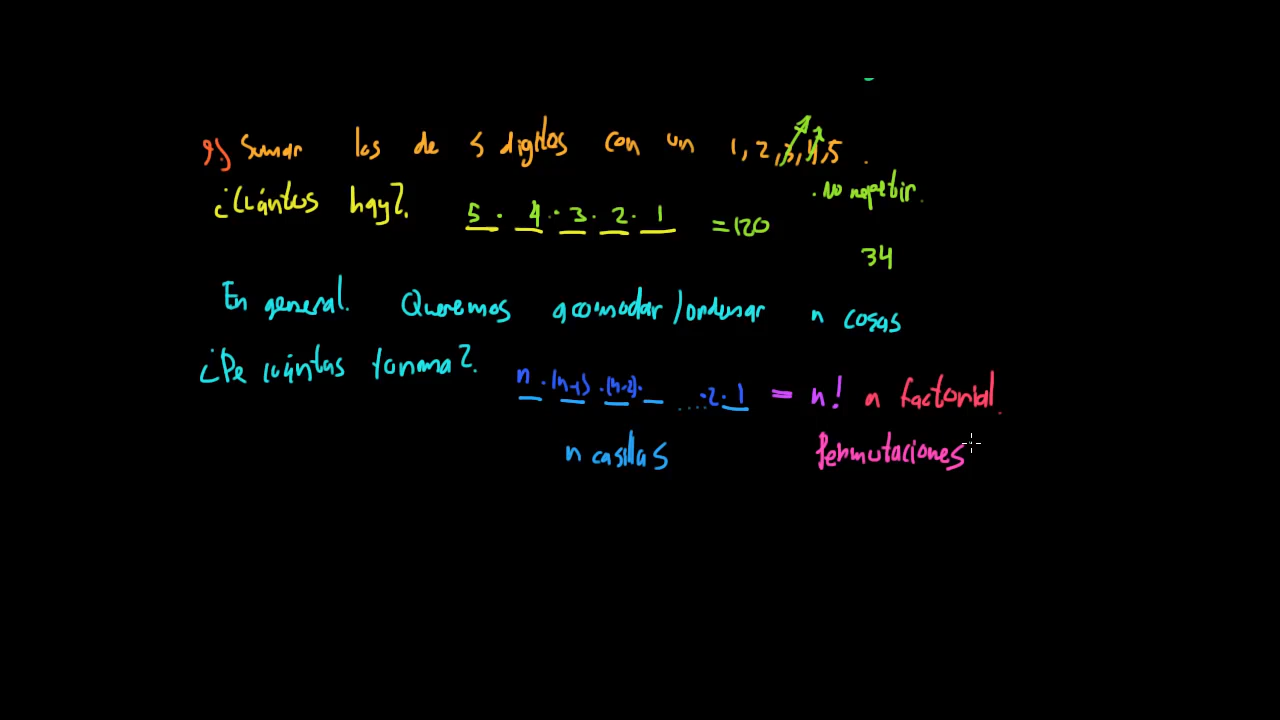 9.) Sumar los de 5 digitos con un 1, 2, 3, 4, 5.
. No repetir.
¿Cuántos hay?. 5 · 4 · 3 · 2 · 1 = 120
34
En general. Queremos acomodar/ordenar n cosas
¿De cuántas formas?. n · (n-1) · (n-2) · .... · 2 · 1 = n! n factorial.
n casillas Permutaciones